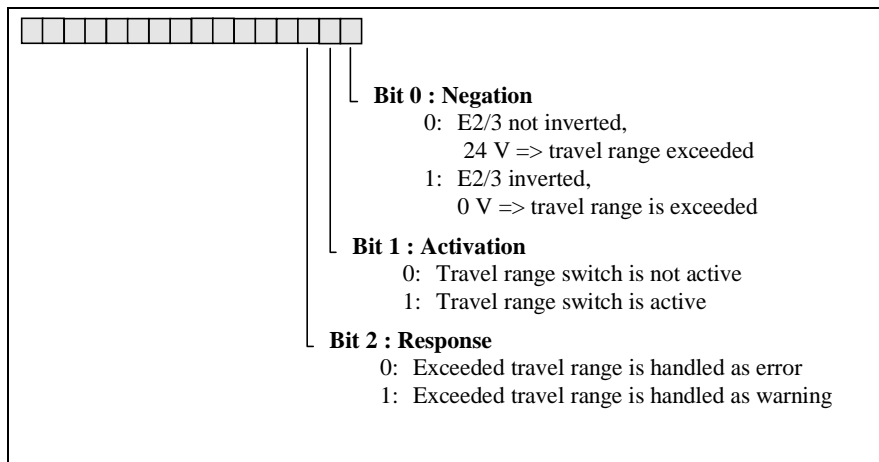 Bit 0 : Negation
0: E2/3 not inverted,
24 V => travel range exceeded
1: E2/3 inverted,
0 V => travel range is exceeded
Bit 1 : Activation
0: Travel range switch is not active
1: Travel range switch is active
Bit 2 : Response
0: Exceeded travel range is handled as error
1: Exceeded travel range is handled as warning